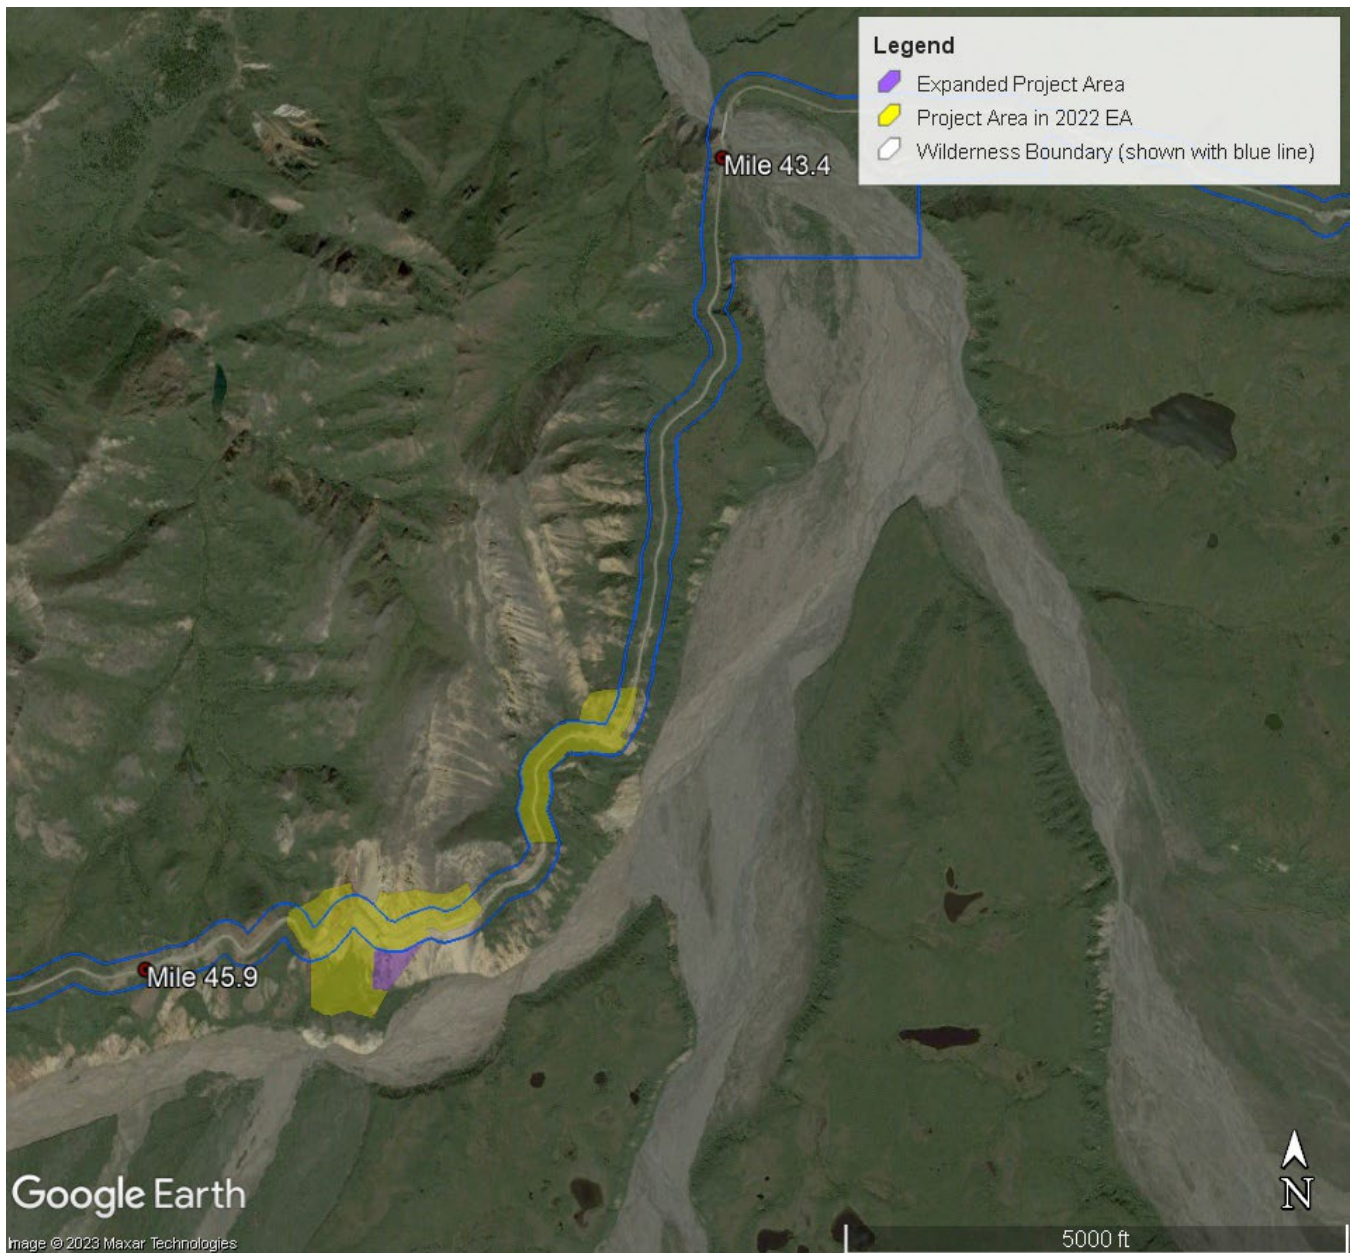 Legend
Expanded Project Area
Project Area in 2022 EA
Wilderness Boundary (shown with blue line)
Mile 43.4
Mile 45.9
Google Earth
Image © 2023 Maxar Technologies
N
5000 ft